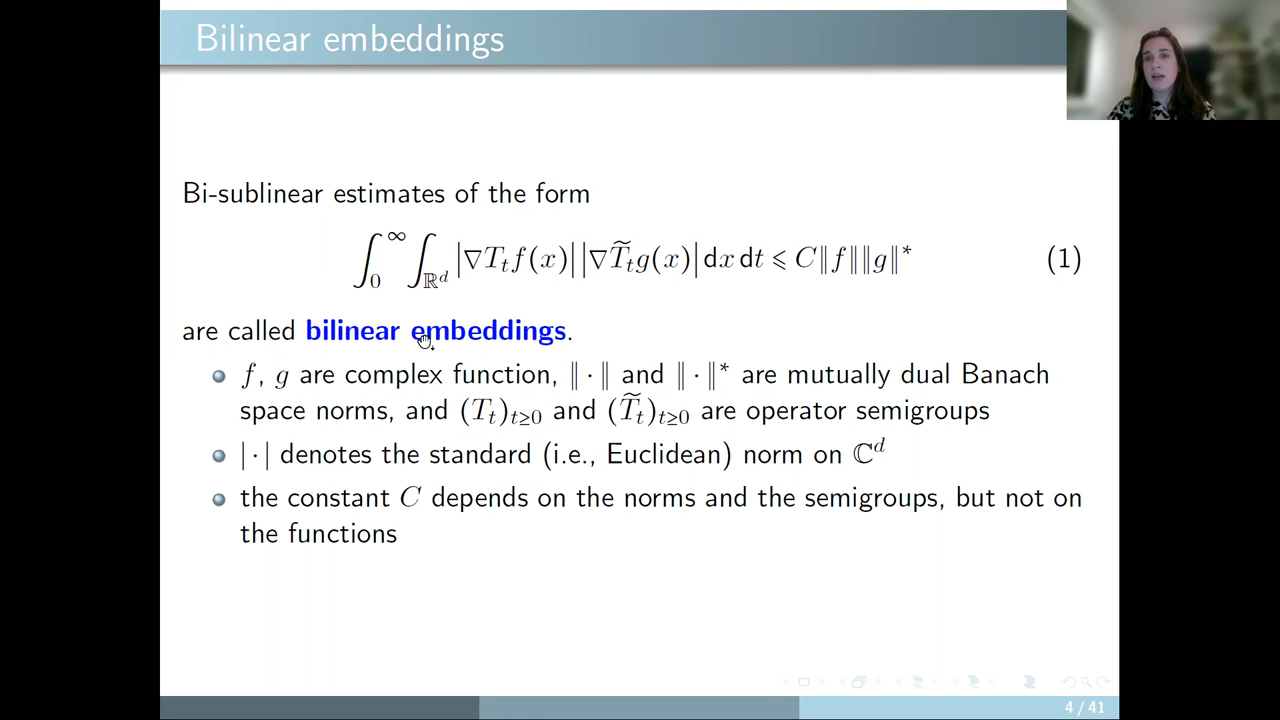 Bilinear embeddings
Bi-sublinear estimates of the form
∫₀^∞ ∫_{ℝ^d} |∇T_t f(x)| |∇T̃_t g(x)| dx dt ⩽ C‖f‖‖g‖* (1)
are called bilinear embeddings.
f, g are complex function, ‖·‖ and ‖·‖* are mutually dual Banach
space norms, and (T_t)_{t≥0} and (T̃_t)_{t≥0} are operator semigroups
|·| denotes the standard (i.e., Euclidean) norm on ℂ^d
the constant C depends on the norms and the semigroups, but not on
the functions
4 / 41